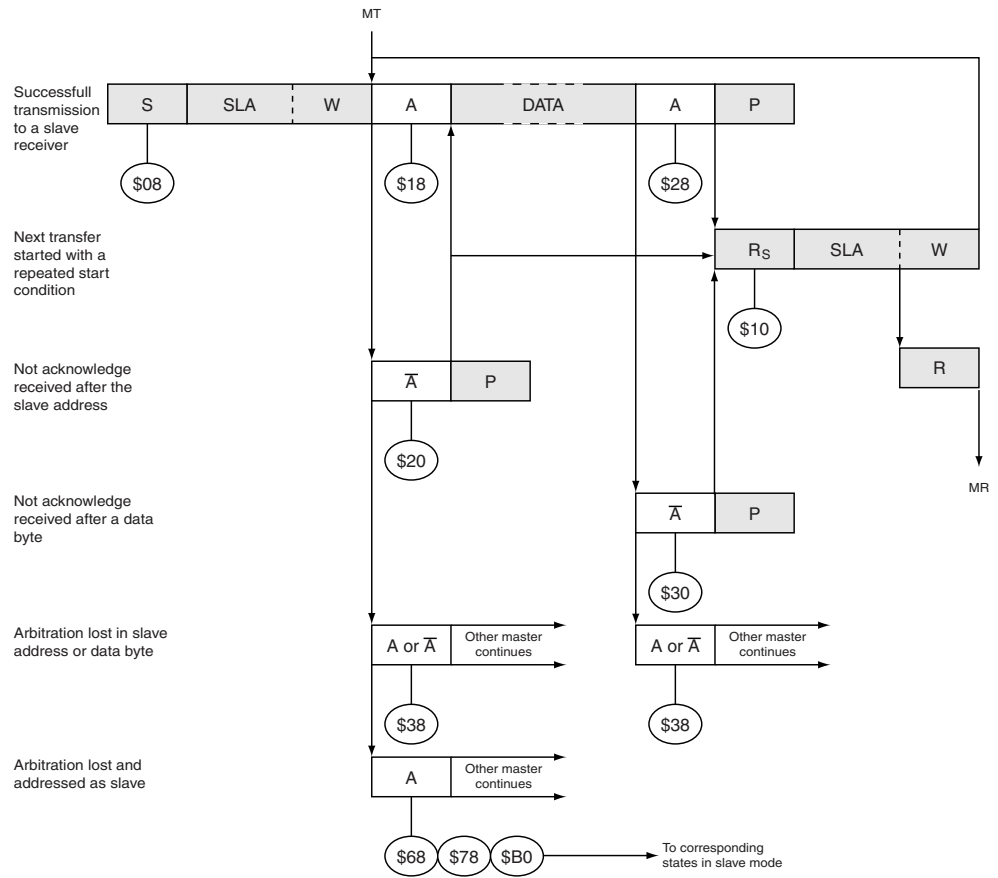 MT
Successfull
transmission
to a slave
receiver
S
SLA
W
A
DATA
A
P
$08
$18
$28
Next transfer
started with a
repeated start
condition
RS
SLA
W
$10
Not acknowledge
received after the
slave address
A̅
P
R
$20
MR
Not acknowledge
received after a data
byte
A̅
P
$30
Arbitration lost in slave
address or data byte
A or A̅
Other master
continues
A or A̅
Other master
continues
$38
$38
Arbitration lost and
addressed as slave
A
Other master
continues
$68
$78
$B0
To corresponding
states in slave mode